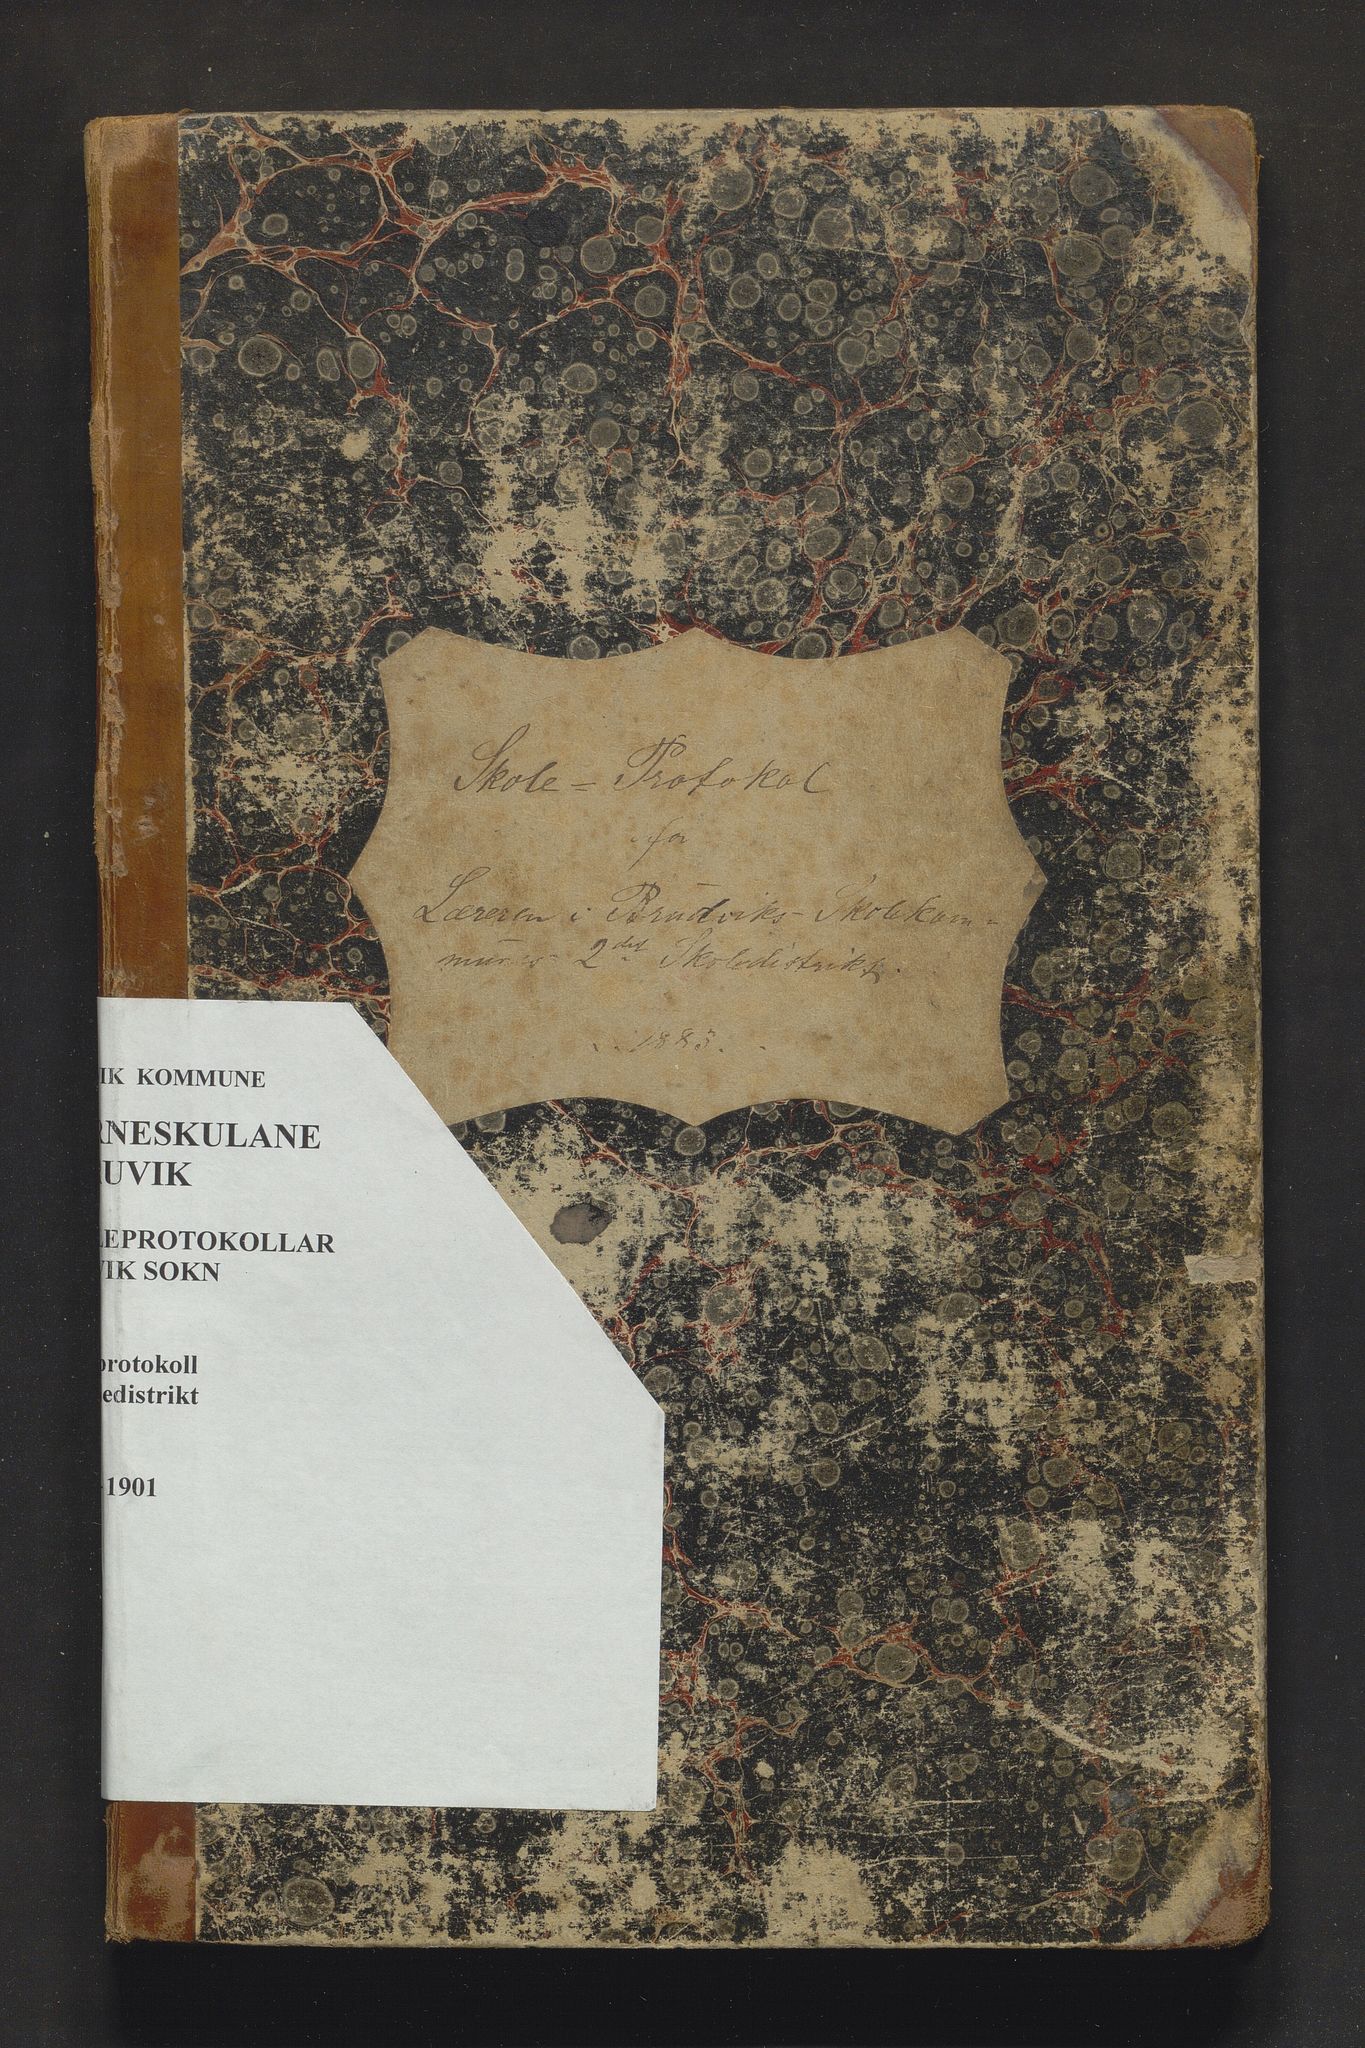 Skole-Protokol
for
Læreren i Brudviks-Skolekom-
munes 2det Skoledistrikt.
1883.
IK KOMMUNE
RNESKULANE
UVIK
LEPROTOKOLLAR
VIK SOKN
protokoll
edistrikt
-1901